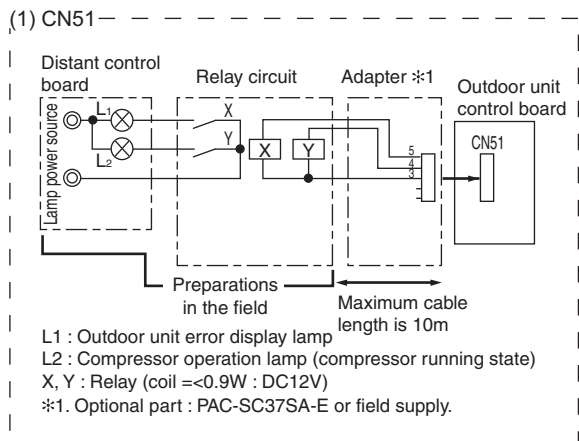 (1) CN51
Distant control
board
Relay circuit
Adapter ✻1
Outdoor unit
control board
Lamp power source
L1
L2
X
Y
X
Y
5
4
3
CN51
Preparations
in the field
Maximum cable
length is 10m
L1 : Outdoor unit error display lamp
L2 : Compressor operation lamp (compressor running state)
X, Y : Relay (coil =<0.9W : DC12V)
✻1. Optional part : PAC-SC37SA-E or field supply.